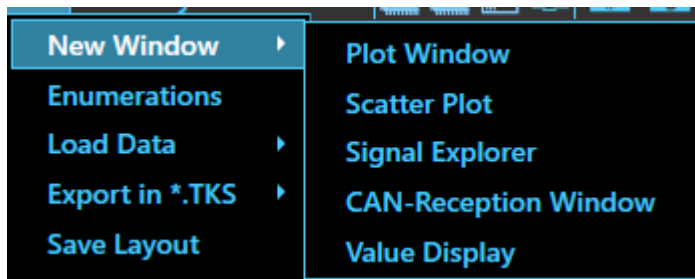 New Window
Enumerations
Load Data
Export in *.TKS
Save Layout
Plot Window
Scatter Plot
Signal Explorer
CAN-Reception Window
Value Display